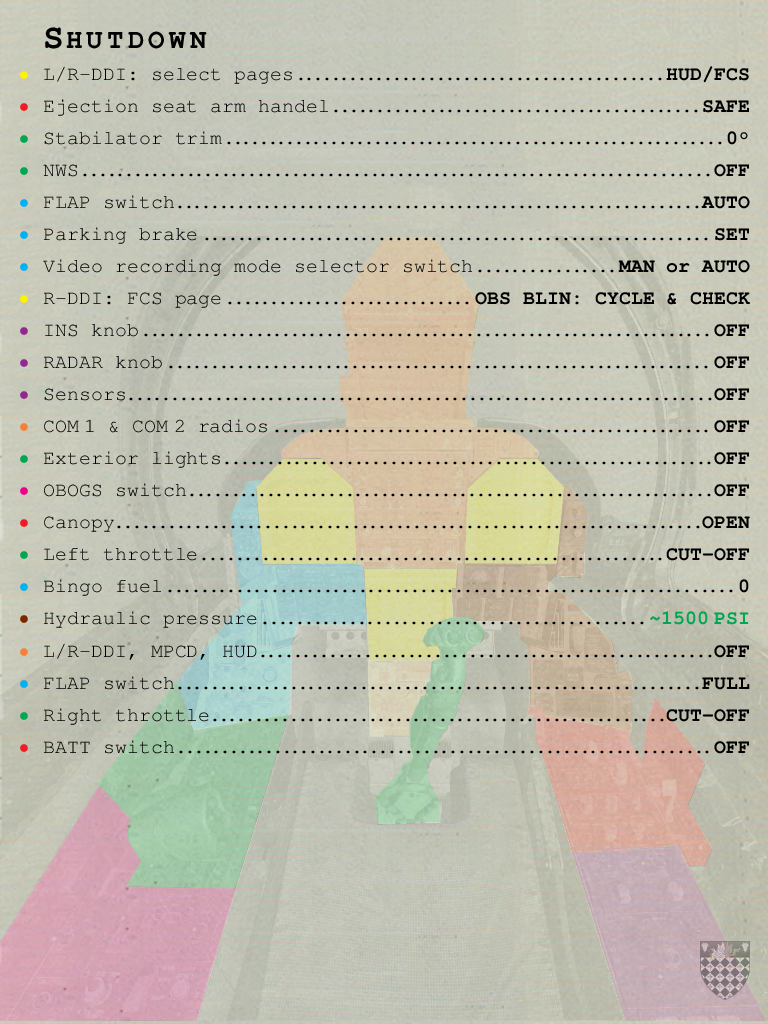 SHUTDOWN
L/R-DDI: select pages........................................HUD/FCS
Ejection seat arm handel........................................SAFE
Stabilator trim........................................0°
NWS........................................OFF
FLAP switch........................................AUTO
Parking brake........................................SET
Video recording mode selector switch...............MAN or AUTO
R-DDI: FCS page........................OBS BLIN: CYCLE & CHECK
INS knob........................................OFF
RADAR knob........................................OFF
Sensors........................................OFF
COM 1 & COM 2 radios........................................OFF
Exterior lights........................................OFF
OBOGS switch........................................OFF
Canopy........................................OPEN
Left throttle........................................CUT-OFF
Bingo fuel........................................0
Hydraulic pressure........................................~1500 PSI
L/R-DDI, MPCD, HUD........................................OFF
FLAP switch........................................FULL
Right throttle........................................CUT-OFF
BATT switch........................................OFF